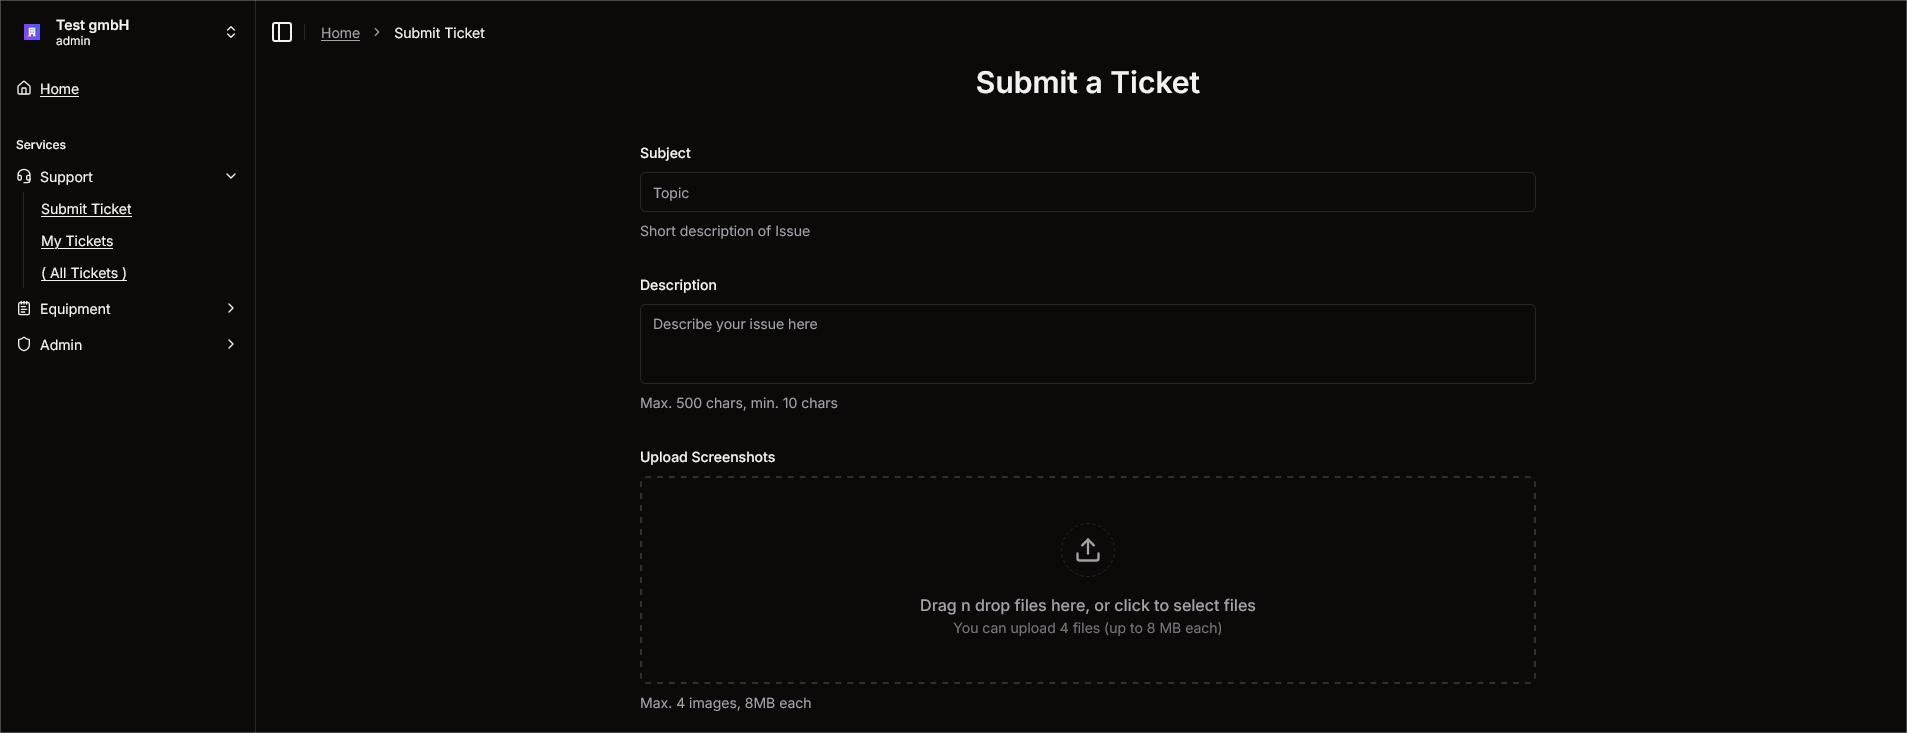 Test gmbH
admin
Home
Services
Support
Submit Ticket
My Tickets
( All Tickets )
Equipment
Admin
Home > Submit Ticket
Submit a Ticket
Subject
Topic
Short description of Issue
Description
Describe your issue here
Max. 500 chars, min. 10 chars
Upload Screenshots
Drag n drop files here, or click to select files
You can upload 4 files (up to 8 MB each)
Max. 4 images, 8MB each